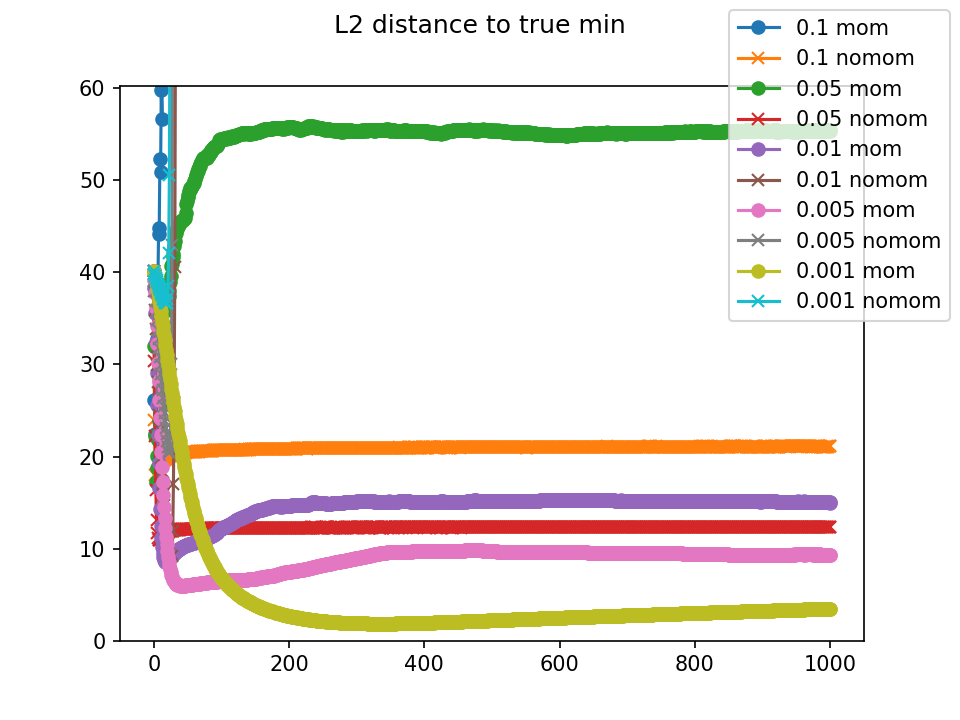 L2 distance to true min
0.1 mom
0.1 nomom
0.05 mom
0.05 nomom
0.01 mom
0.01 nomom
0.005 mom
0.005 nomom
0.001 mom
0.001 nomom
60
50
40
30
20
10
0
0 200 400 600 800 1000